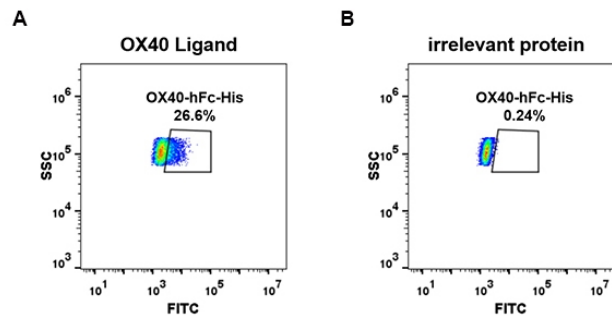 A
OX40 Ligand
OX40-hFc-His
26.6%
SSC
10^6
10^5
10^4
10^3
10^1
10^3
10^5
10^7
FITC
B
irrelevant protein
OX40-hFc-His
0.24%
SSC
10^6
10^5
10^4
10^3
10^1
10^3
10^5
10^7
FITC